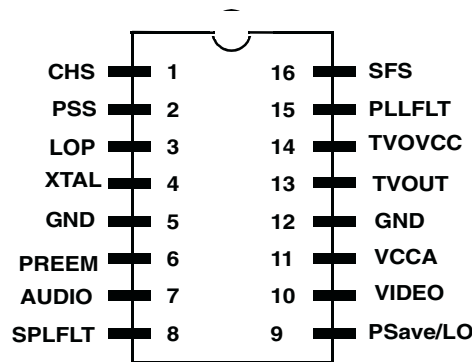 CHS 1 16 SFS
PSS 2 15 PLLFLT
LOP 3 14 TVOVCC
XTAL 4 13 TVOUT
GND 5 12 GND
PREEM 6 11 VCCA
AUDIO 7 10 VIDEO
SPLFLT 8 9 PSave/LO